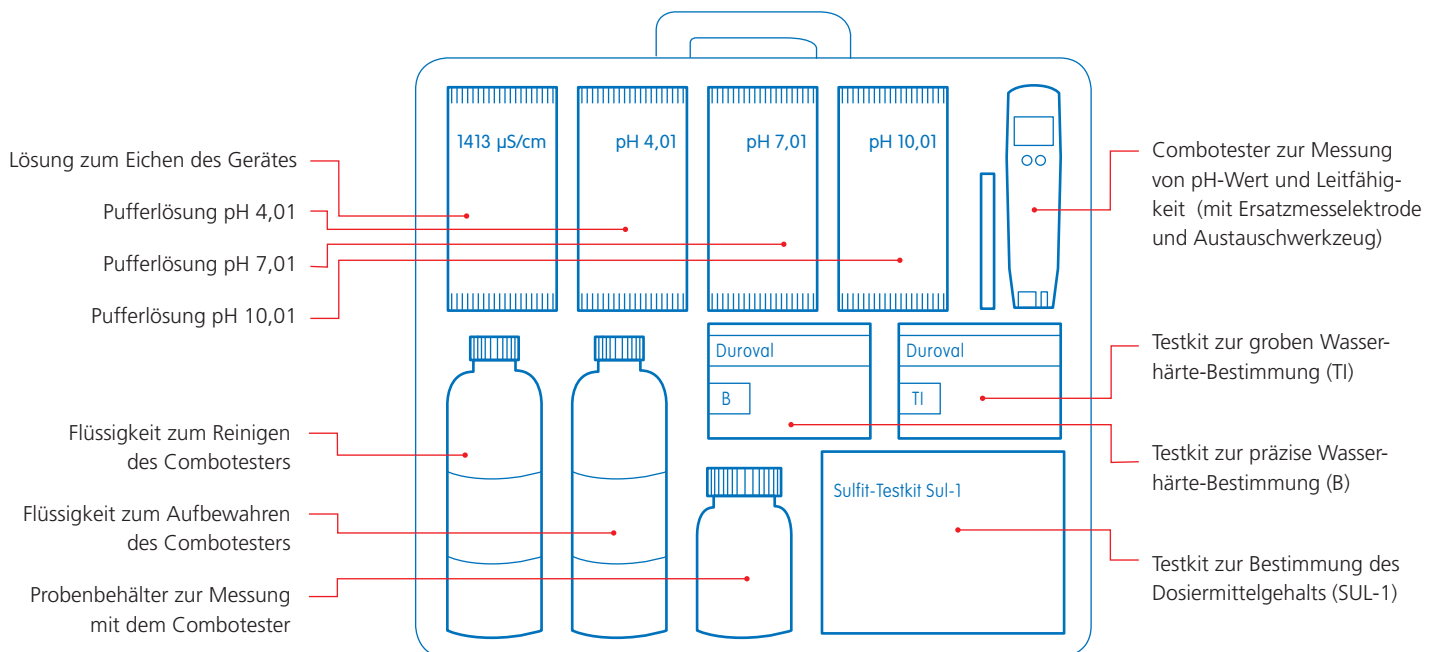 Lösung zum Eichen des Gerätes
Pufferlösung pH 4,01
Pufferlösung pH 7,01
Pufferlösung pH 10,01
Flüssigkeit zum Reinigen
des Combotesters
Flüssigkeit zum Aufbewahren
des Combotesters
Probenbehälter zur Messung
mit dem Combotester
1413 µS/cm
pH 4,01
pH 7,01
pH 10,01
Duroval
B
Duroval
TI
Sulfit-Testkit Sul-1
Combotester zur Messung
von pH-Wert und Leitfähig-
keit (mit Ersatzmesselektrode
und Austauschwerkzeug)
Testkit zur groben Wasser-
härte-Bestimmung (TI)
Testkit zur präzise Wasser-
härte-Bestimmung (B)
Testkit zur Bestimmung des
Dosiermittelgehalts (SUL-1)